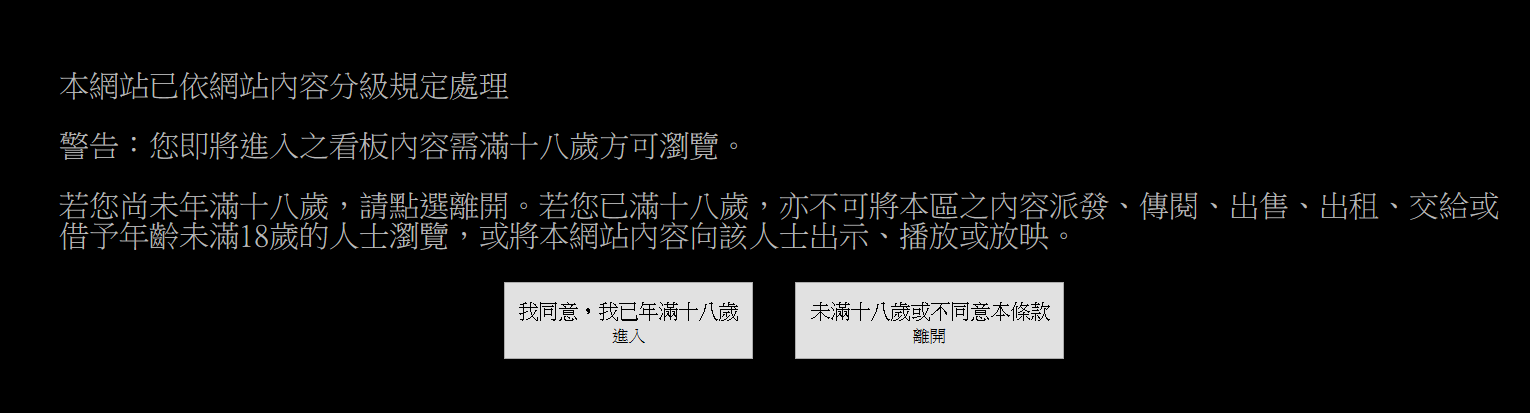 本網站已依網站內容分級規定處理
警告：您即將進入之看板內容需滿十八歲方可瀏覽。
若您尚未年滿十八歲，請點選離開。若您已滿十八歲，亦不可將本區之內容派發、傳閱、出售、出租、交給或
借予年齡未滿18歲的人士瀏覽，或將本網站內容向該人士出示、播放或放映。
我同意，我已年滿十八歲
進入
未滿十八歲或不同意本條款
離開